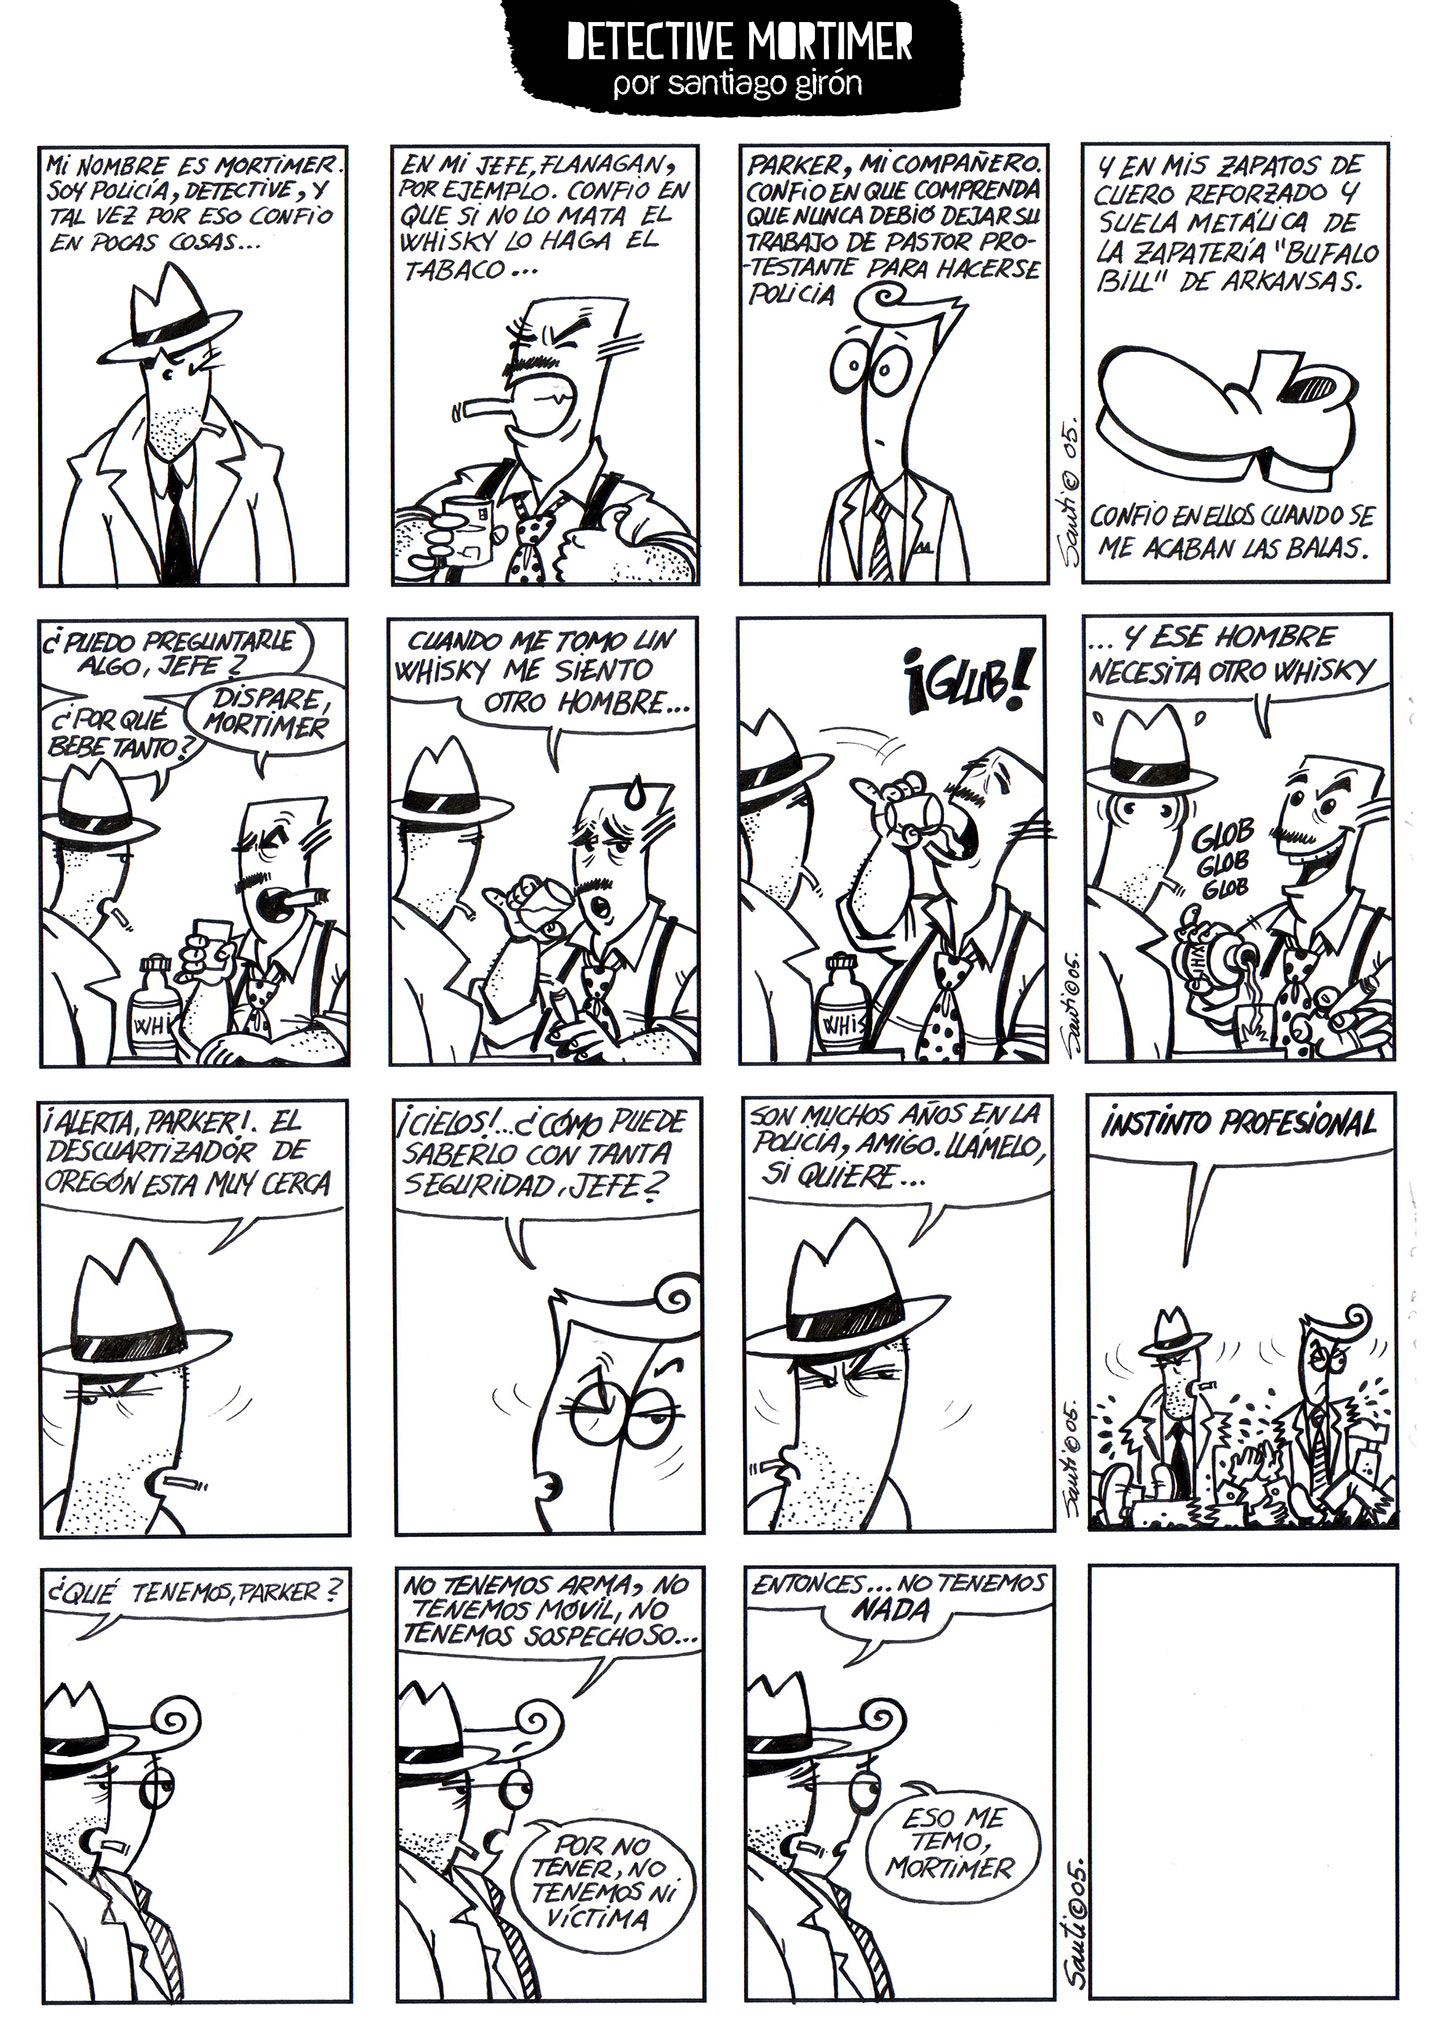 DETECTIVE MORTIMER
por santiago girón
Mi NOMBRE ES MORTIMER.
SOY POLICÍA, DETECTIVE, Y
TAL VEZ POR ESO CONFíO
EN POCAS COSAS...
EN Mi JEFE, FLANAGAN,
POR EJEMPLO. CONFíO EN
QUE Si NO LO MATA EL
WHiSKY LO HAGA EL
TABACO...
PARKER, Mi COMPAÑERO.
CONFíO EN QUE COMPRENDA
QUE NUNCA DEBIÓ DEJAR SU
TRABAJO DE PASTOR PRO-
-TESTANTE PARA HACERSE
POLICIA
Y EN MIS ZAPATOS DE
CUERO REFORZADO Y
SUELA METÁLICA DE
LA ZAPATERÍA "BUFALO
BILL" DE ARKANSAS.
CONFíO EN ELLOS CUANDO SE
ME ACABAN LAS BALAS.
Santi © 05.
¿PUEDO PREGUNTARLE
ALGO, JEFE?
DISPARE,
MORTIMER
¿POR QUÉ
BEBE TANTO?
WHi
CUANDO ME TOMO UN
WHiSKY ME SIENTO
OTRO HOMBRE...
¡GLUB!
WHiS
...Y ESE HOMBRE
NECESITA OTRO WHiSKY
GLOB
GLOB
GLOB
WHi
Santi © 05.
¡ALERTA, PARKER!. EL
DESCUARTIZADOR DE
OREGÓN ESTA MUY CERCA
¡CIELOS!...¿CÓMO PUEDE
SABERLO CON TANTA
SEGURIDAD, JEFE?
SON MUCHOS AÑOS EN LA
POLICIA, AMIGO. LLÁMELO,
SI QUIERE...
iNSTiNTO PROFESIONAL
Santi © 05.
¿QUÉ TENEMOS, PARKER?
NO TENEMOS ARMA, NO
TENEMOS MÓVIL, NO
TENEMOS SOSPECHOSO...
POR NO
TENER, NO
TENEMOS NI
VÍCTIMA
ENTONCES... NO TENEMOS
NADA
ESO ME
TEMO,
MORTIMER
Santi © 05.